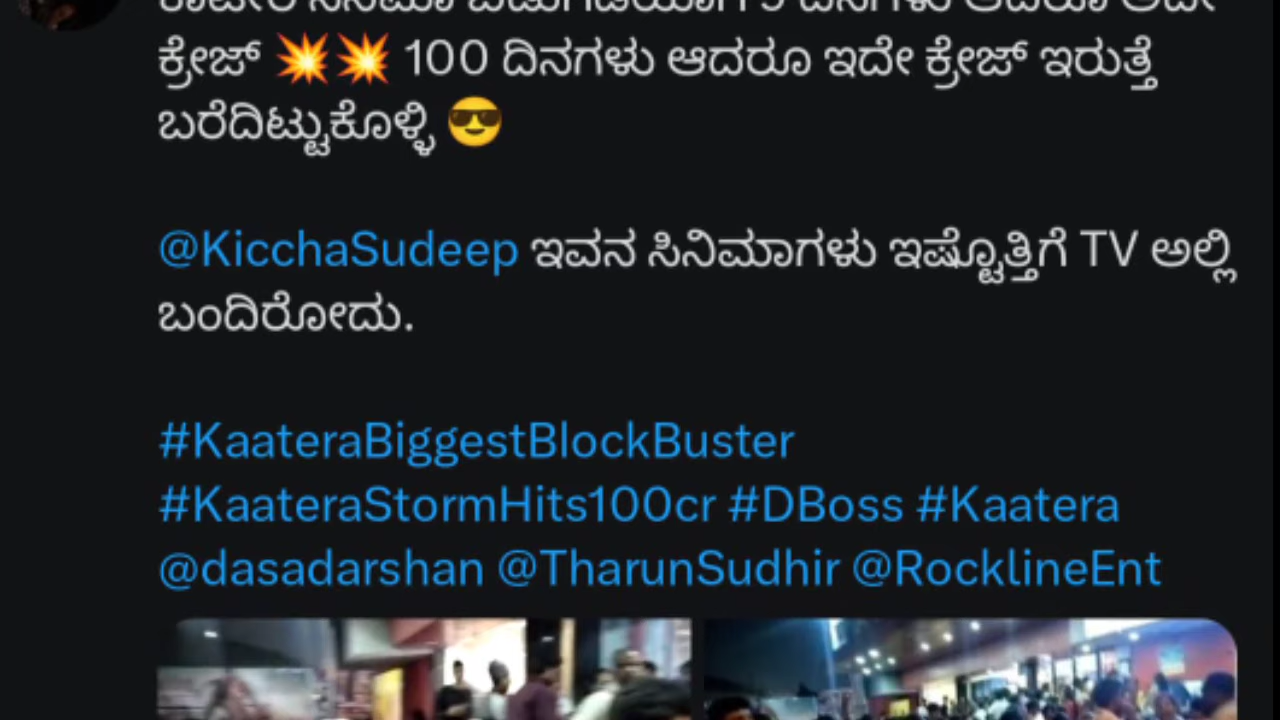 ಕ್ರೇಜ್ 💥💥 100 ದಿನಗಳು ಆದರೂ ಇದೇ ಕ್ರೇಜ್ ಇರುತ್ತೆ
ಬರೆದಿಟ್ಟುಕೊಳ್ಳಿ 😎
@KicchaSudeep ಇವನ ಸಿನಿಮಾಗಳು ಇಷ್ಟೊತ್ತಿಗೆ TV ಅಲ್ಲಿ
ಬಂದಿರೋದು.
#KaateraBiggestBlockBuster
#KaateraStormHits100cr #DBoss #Kaatera
@dasadarshan @TharunSudhir @RocklineEnt